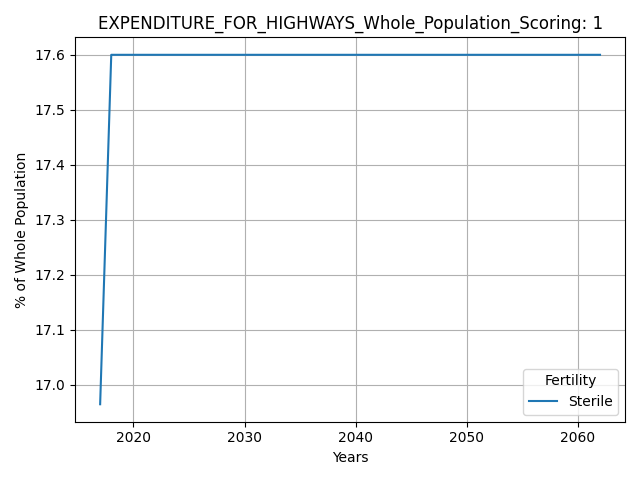 EXPENDITURE_FOR_HIGHWAYS_Whole_Population_Scoring: 1
% of Whole Population
17.6
17.5
17.4
17.3
17.2
17.1
17.0
Fertility
Sterile
2020 2030 2040 2050 2060
Years